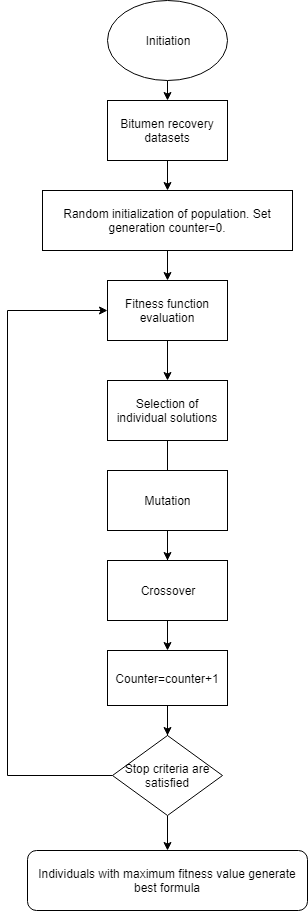 Initiation
Bitumen recovery
datasets
Random initialization of population. Set
generation counter=0.
Fitness function
evaluation
Selection of
individual solutions
Mutation
Crossover
Counter=counter+1
Stop criteria are
satisfied
Individuals with maximum fitness value generate
best formula